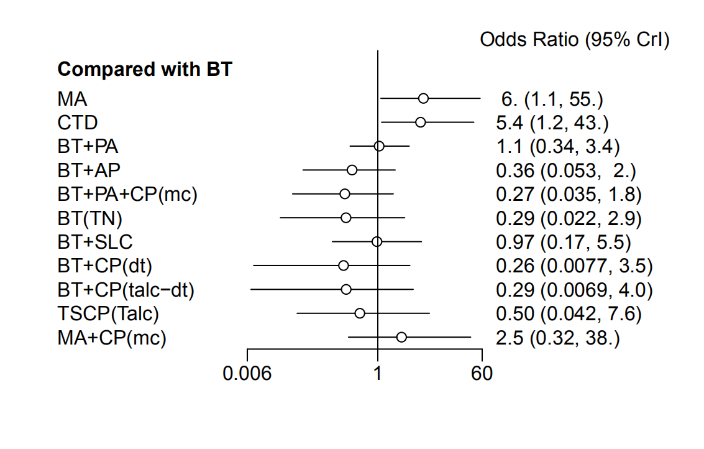 Odds Ratio (95% CrI)
Compared with BT
MA 6. (1.1, 55.)
CTD 5.4 (1.2, 43.)
BT+PA 1.1 (0.34, 3.4)
BT+AP 0.36 (0.053, 2.)
BT+PA+CP(mc) 0.27 (0.035, 1.8)
BT(TN) 0.29 (0.022, 2.9)
BT+SLC 0.97 (0.17, 5.5)
BT+CP(dt) 0.26 (0.0077, 3.5)
BT+CP(talc−dt) 0.29 (0.0069, 4.0)
TSCP(Talc) 0.50 (0.042, 7.6)
MA+CP(mc) 2.5 (0.32, 38.)
0.006 1 60